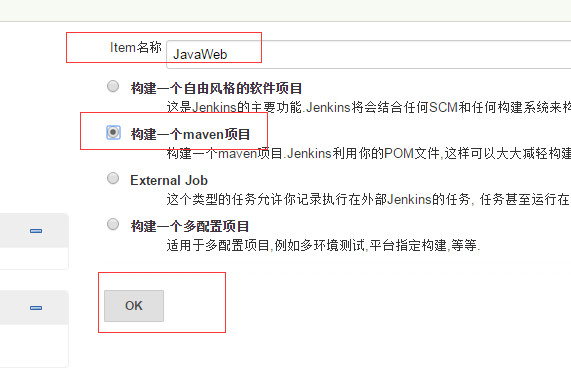 Item名称
JavaWeb
构建一个自由风格的软件项目
这是Jenkins的主要功能.Jenkins将会结合任何SCM和任何构建系统来构
构建一个maven项目
构建一个maven项目.Jenkins利用你的POM文件,这样可以大大减轻构建
External Job
这个类型的任务允许你记录执行在外部Jenkins的任务, 任务甚至运行在
构建一个多配置项目
适用于多配置项目,例如多环境测试,平台指定构建,等等.
OK